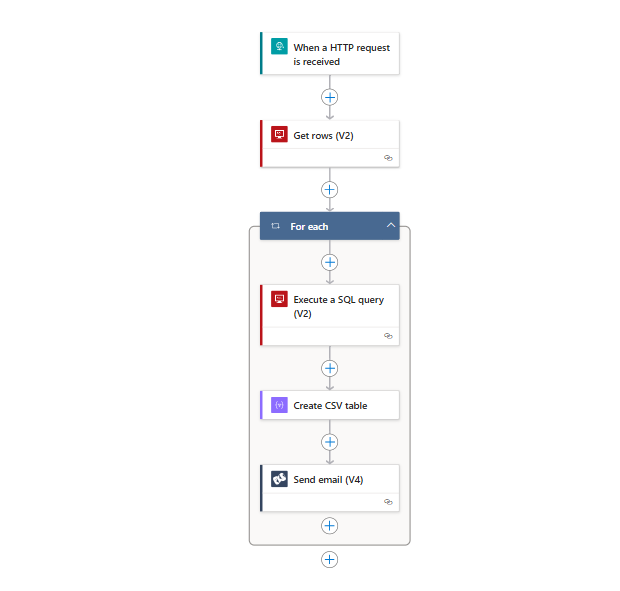 When a HTTP request
is received
Get rows (V2)
For each
Execute a SQL query
(V2)
Create CSV table
Send email (V4)